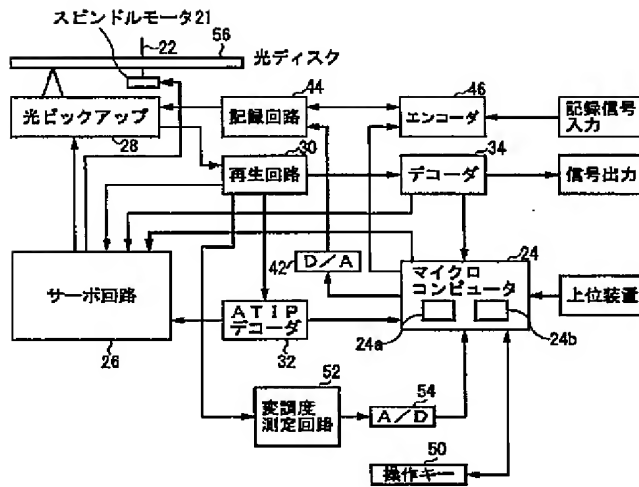 スピンドルモータ21
22
56
光ディスク
光ピックアップ
28
44
記録回路
46
エンコーダ
記録信号
入力
30
再生回路
34
デコーダ
信号出力
サーボ回路
26
42
D/A
24
マイクロ
コンピュータ
24a
24b
上位装置
ATIP
デコーダ
32
52
変調度
測定回路
54
A/D
50
操作キー